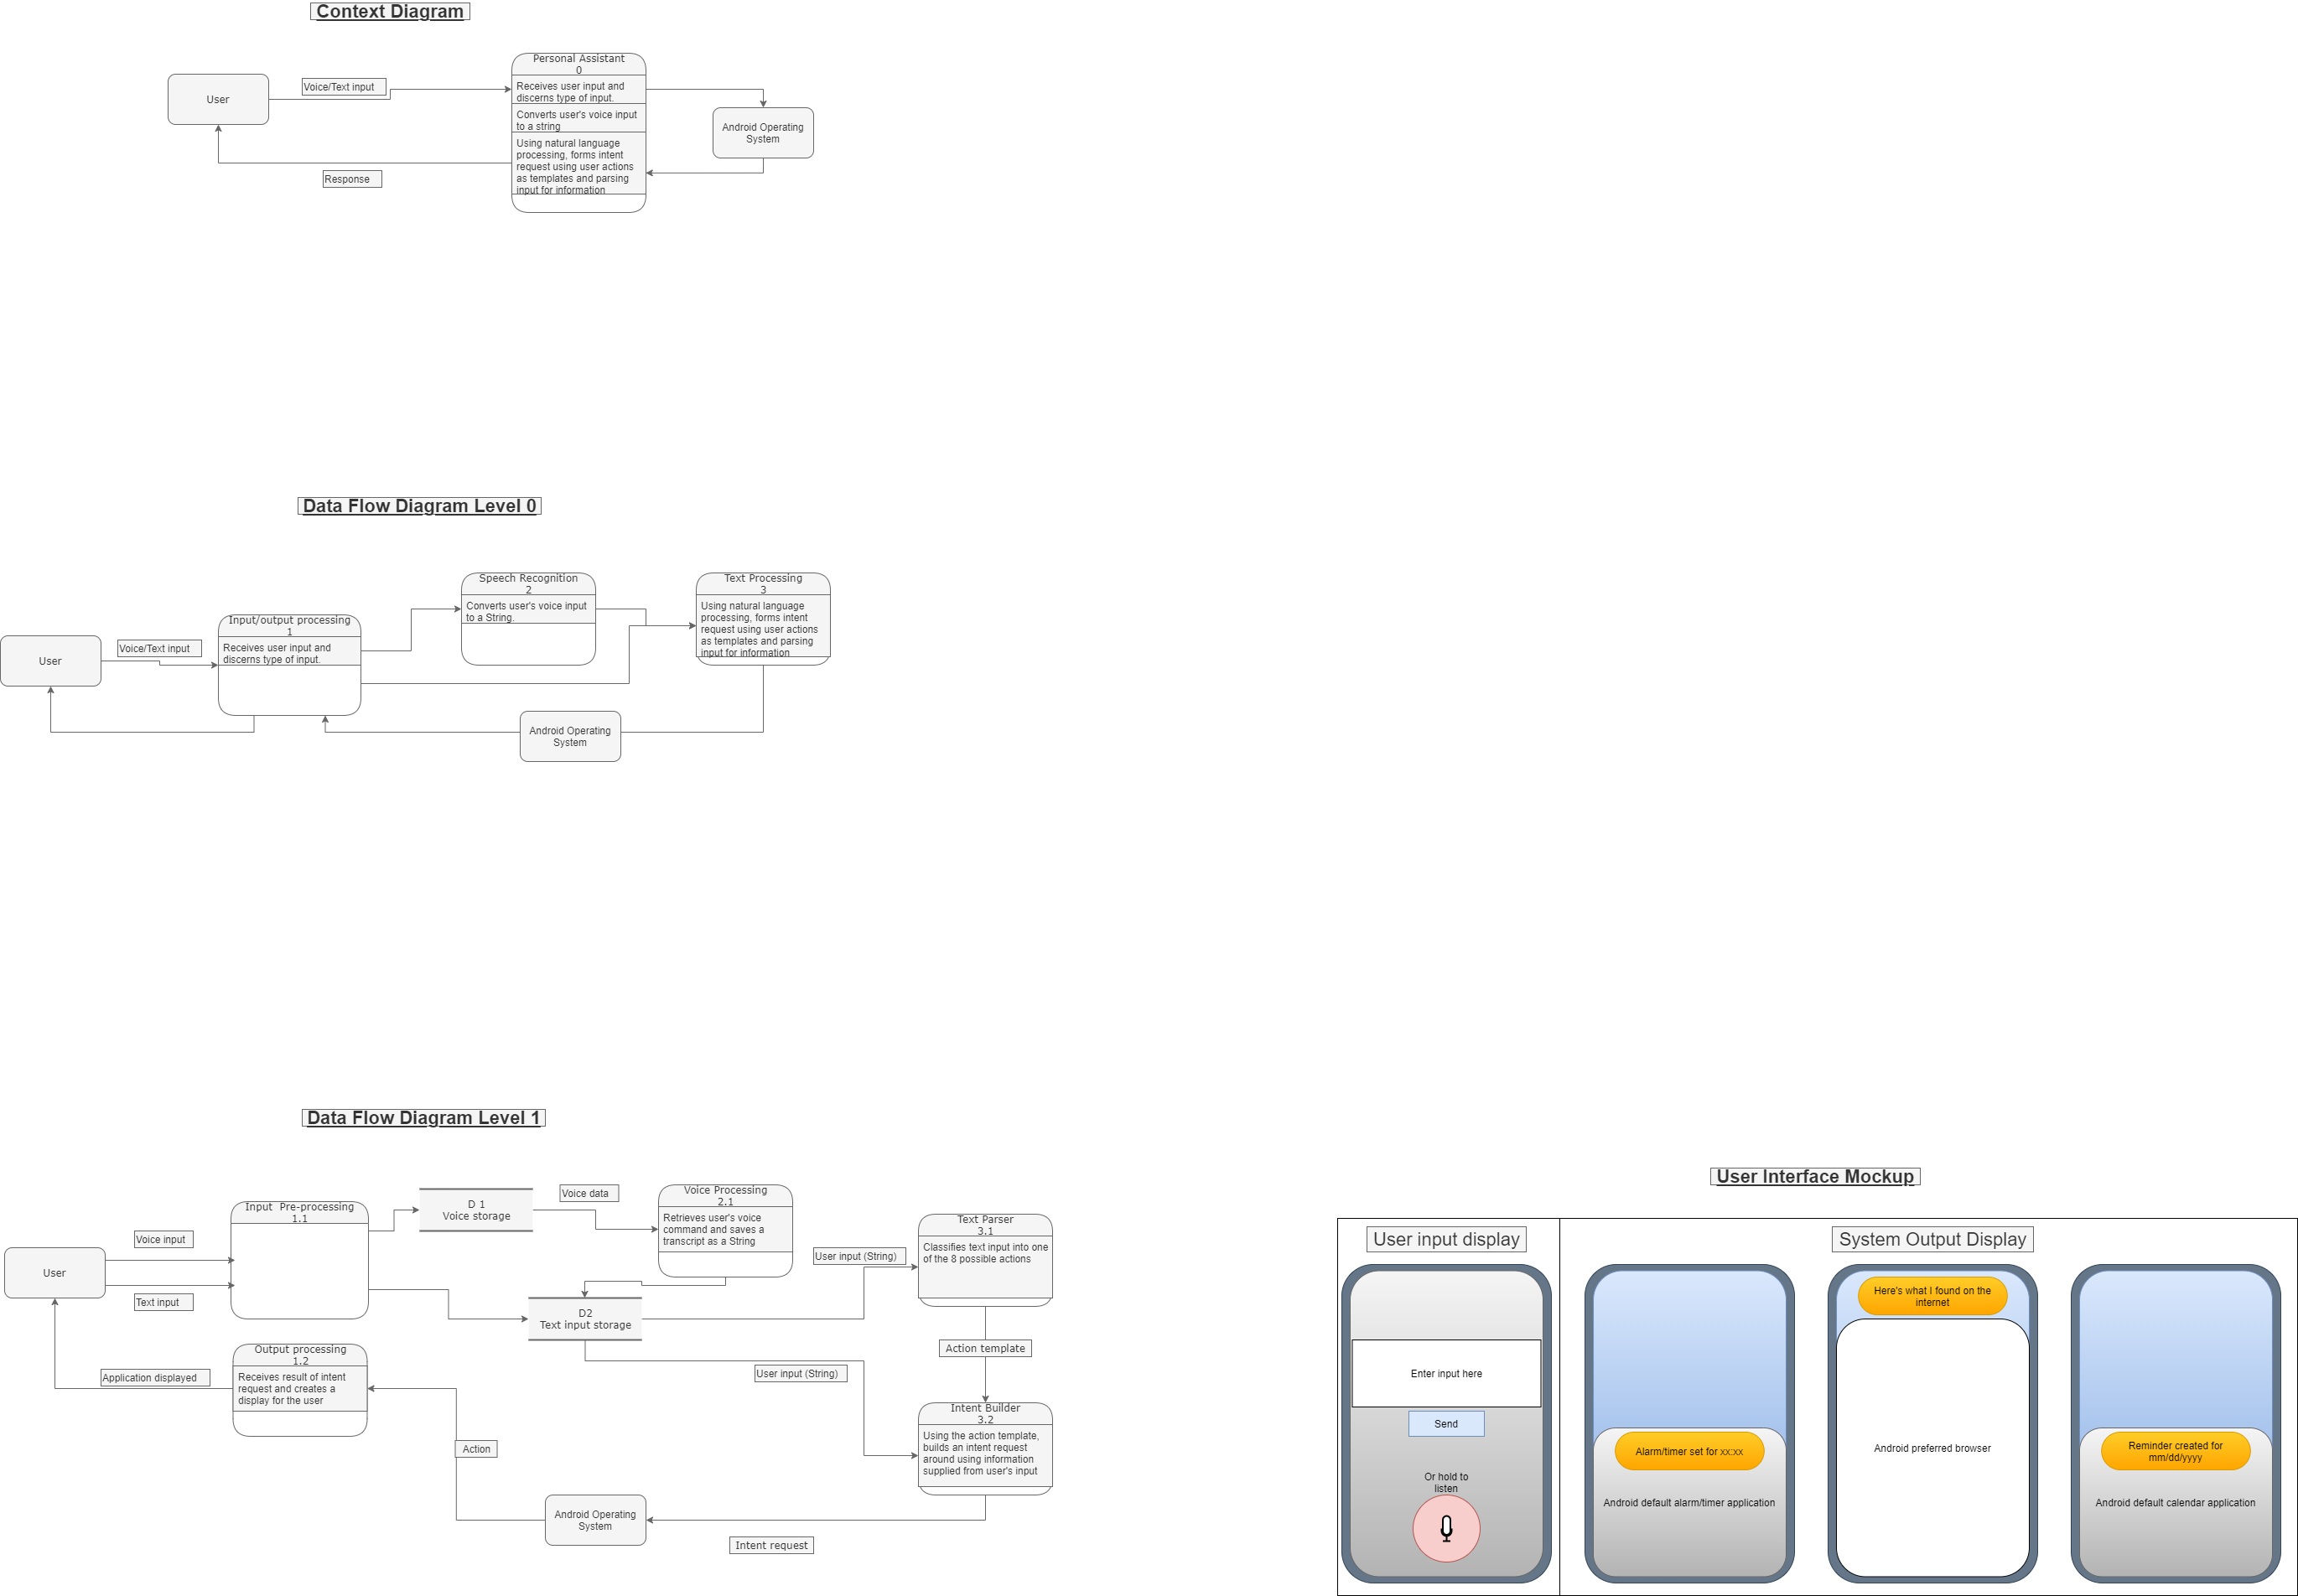 Context Diagram
Personal Assistant
0
User
Voice/Text input
Receives user input and
discerns type of input.
Converts user's voice input
to a string
Using natural language
processing, forms intent
request using user actions
as templates and parsing
input for information
Android Operating
System
Response
Data Flow Diagram Level 0
User
Voice/Text input
Input/output processing
1
Receives user input and
discerns type of input.
Speech Recognition
2
Converts user's voice input
to a String.
Text Processing
3
Using natural language
processing, forms intent
request using user actions
as templates and parsing
input for information
Android Operating
System
Data Flow Diagram Level 1
User
Voice input
Text input
Input Pre-processing
1.1
D 1
Voice storage
Voice data
Voice Processing
2.1
Retrieves user's voice
command and saves a
transcript as a String
D2
Text input storage
User input (String)
Text Parser
3.1
Classifies text input into one
of the 8 possible actions
Action template
User input (String)
Intent Builder
3.2
Using the action template,
builds an intent request
around using information
supplied from user's input
Output processing
1.2
Receives result of intent
request and creates a
display for the user
Application displayed
Action
Android Operating
System
Intent request
User Interface Mockup
User input display
Enter input here
Send
Or hold to
listen
System Output Display
Alarm/timer set for xx:xx
Android default alarm/timer application
Here's what I found on the
internet
Android preferred browser
Reminder created for
mm/dd/yyyy
Android default calendar application